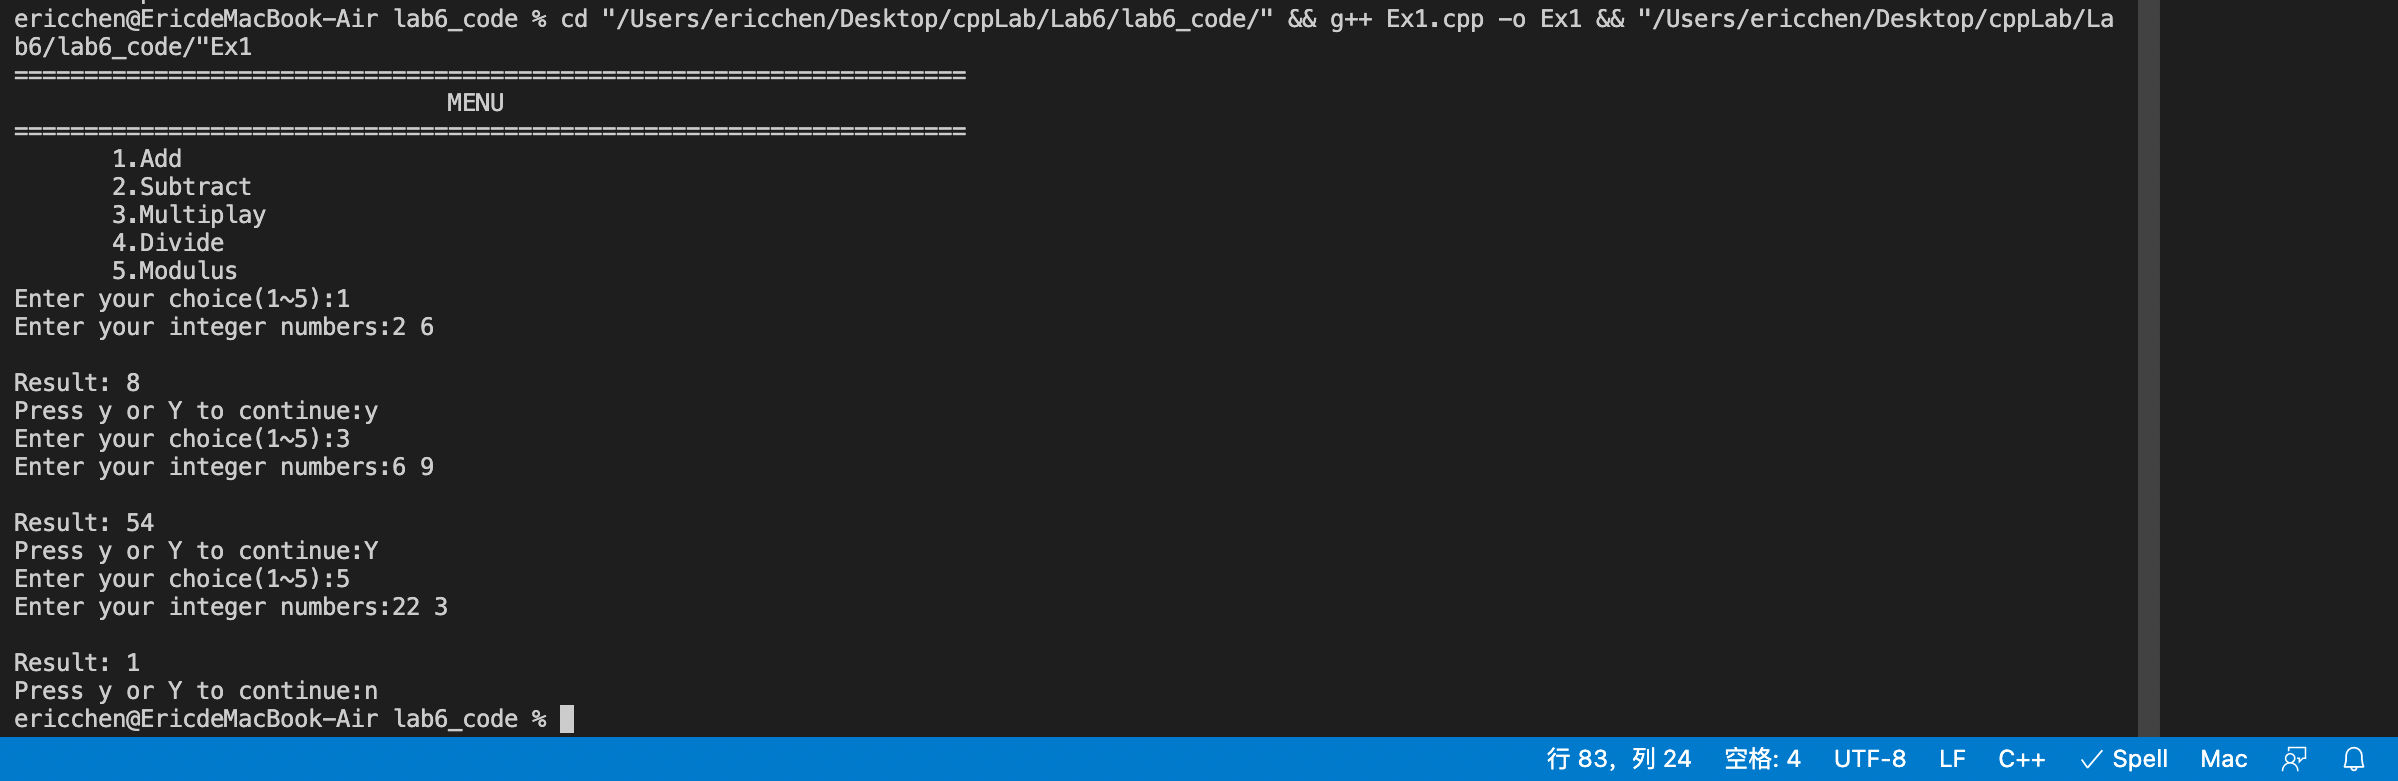 ericchen@EricdeMacBook-Air lab6_code % cd "/Users/ericchen/Desktop/cppLab/Lab6/lab6_code/" && g++ Ex1.cpp -o Ex1 && "/Users/ericchen/Desktop/cppLab/La
b6/lab6_code/"Ex1
====================================================================
MENU
====================================================================
1.Add
2.Subtract
3.Multiplay
4.Divide
5.Modulus
Enter your choice(1~5):1
Enter your integer numbers:2 6
Result: 8
Press y or Y to continue:y
Enter your choice(1~5):3
Enter your integer numbers:6 9
Result: 54
Press y or Y to continue:Y
Enter your choice(1~5):5
Enter your integer numbers:22 3
Result: 1
Press y or Y to continue:n
ericchen@EricdeMacBook-Air lab6_code %
行 83，列 24 空格: 4 UTF-8 LF C++ Spell Mac